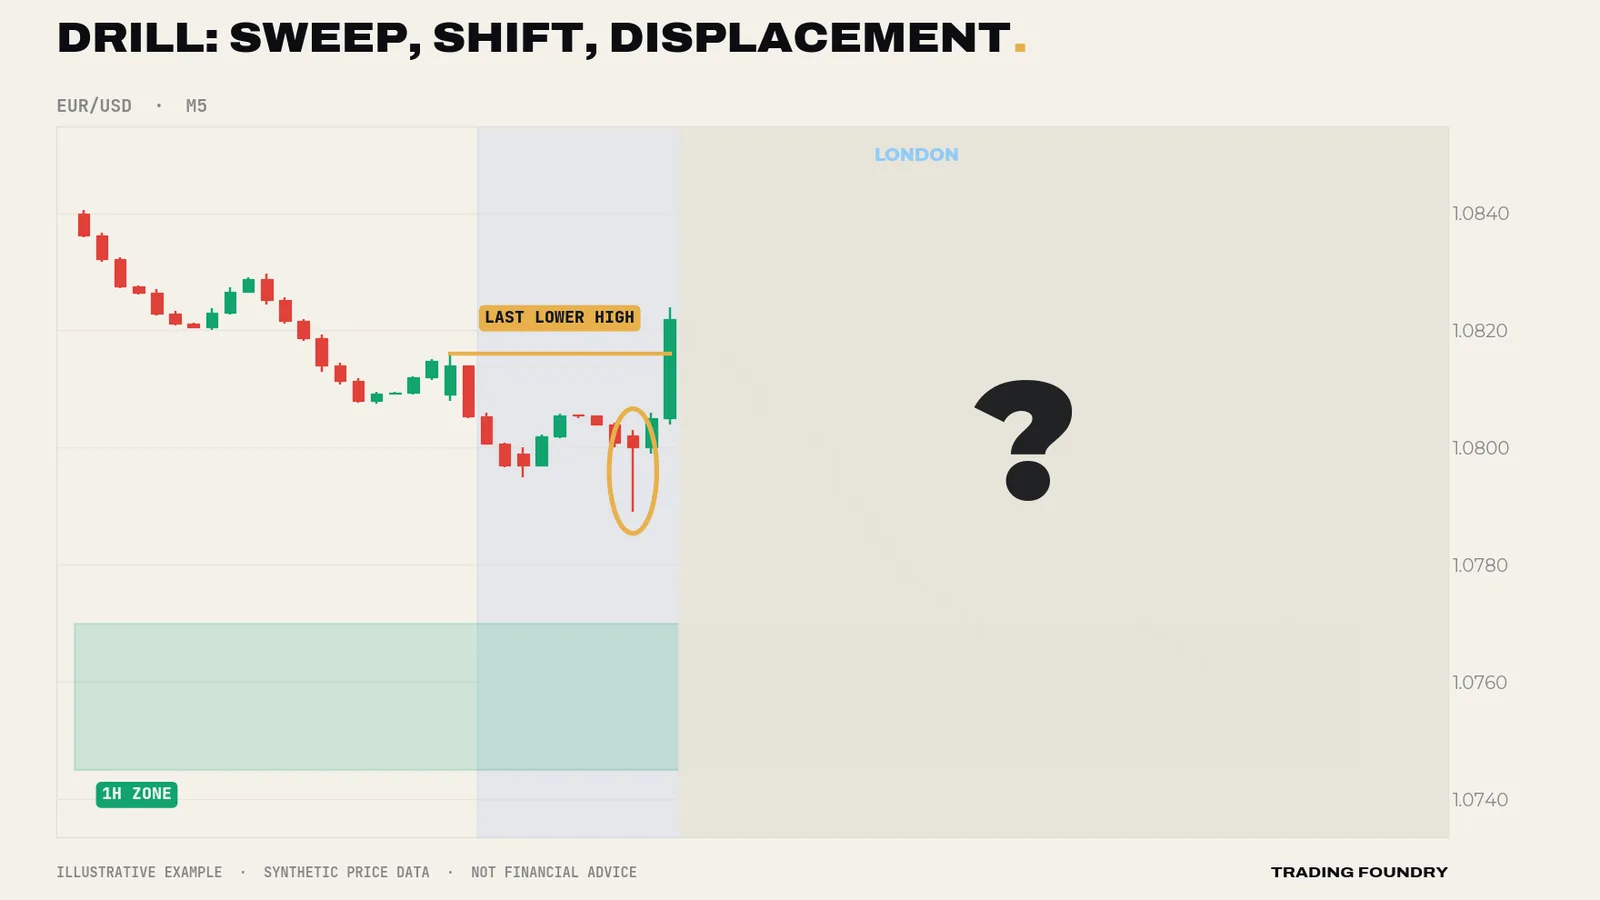 DRILL: SWEEP, SHIFT, DISPLACEMENT.
EUR/USD · M5
LONDON
1.0840
LAST LOWER HIGH
1.0820
?
1.0800
1.0780
1.0760
1H ZONE
1.0740
ILLUSTRATIVE EXAMPLE · SYNTHETIC PRICE DATA · NOT FINANCIAL ADVICE
TRADING FOUNDRY